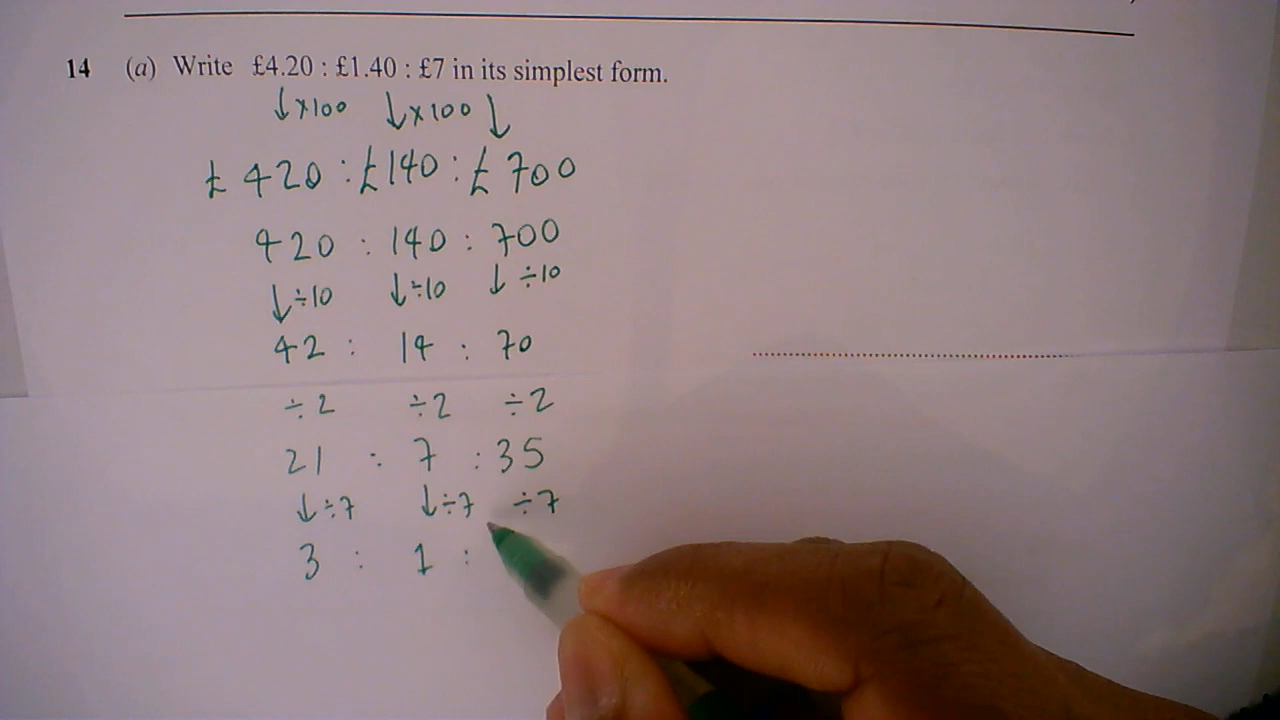 14 (a) Write £4.20 : £1.40 : £7 in its simplest form.
↓×100 ↓×100 ↓
£ 420 : £140 : £ 700
420 : 140 : 700
↓÷10 ↓÷10 ↓ ÷10
42 : 14 : 70
÷2 ÷2 ÷2
21 : 7 : 35
↓÷7 ↓÷7 ÷7
3 : 1 :